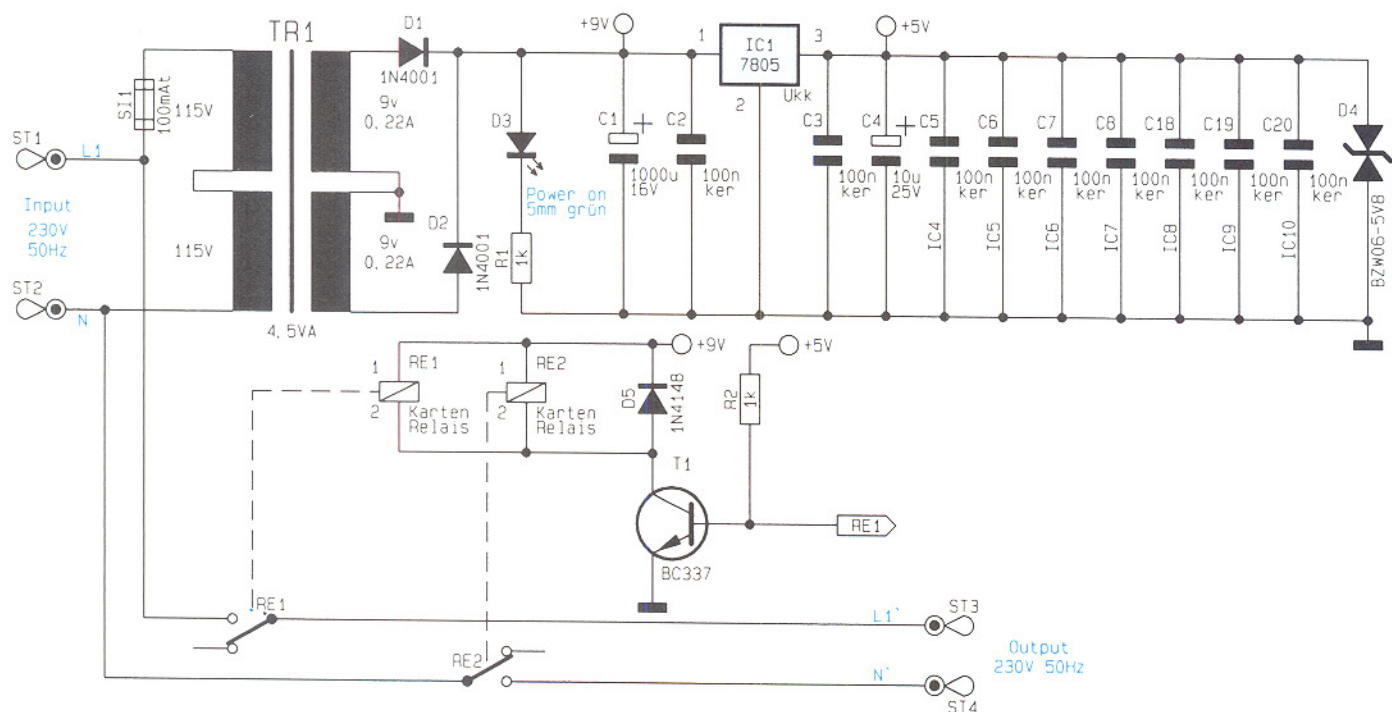 TR1
D1
1N4001
+9V
1
IC1
7805
3
2
Ukk
+5V
SI1
100mAt
115V
9v
0,22A
D3
Power on
5mm grün
C1
+
1000u
16V
C2
100n
ker
C3
100n
ker
C4
+
10u
25V
C5
100n
ker
IC4
C6
100n
ker
IC5
C7
100n
ker
IC6
C8
100n
ker
IC7
C18
100n
ker
IC8
C19
100n
ker
IC9
C20
100n
ker
IC10
D4
BZW06-5V8
ST1
L1
Input
230V
50Hz
115V
D2
1N4001
9v
0,22A
R1
1k
ST2
N
4,5VA
1
2
RE1
Karten
Relais
1
2
RE2
Karten
Relais
D5
1N4148
+9V
+5V
R2
1k
T1
BC337
RE1
RE1
L1`
ST3
RE2
Output
230V 50Hz
N`
ST4